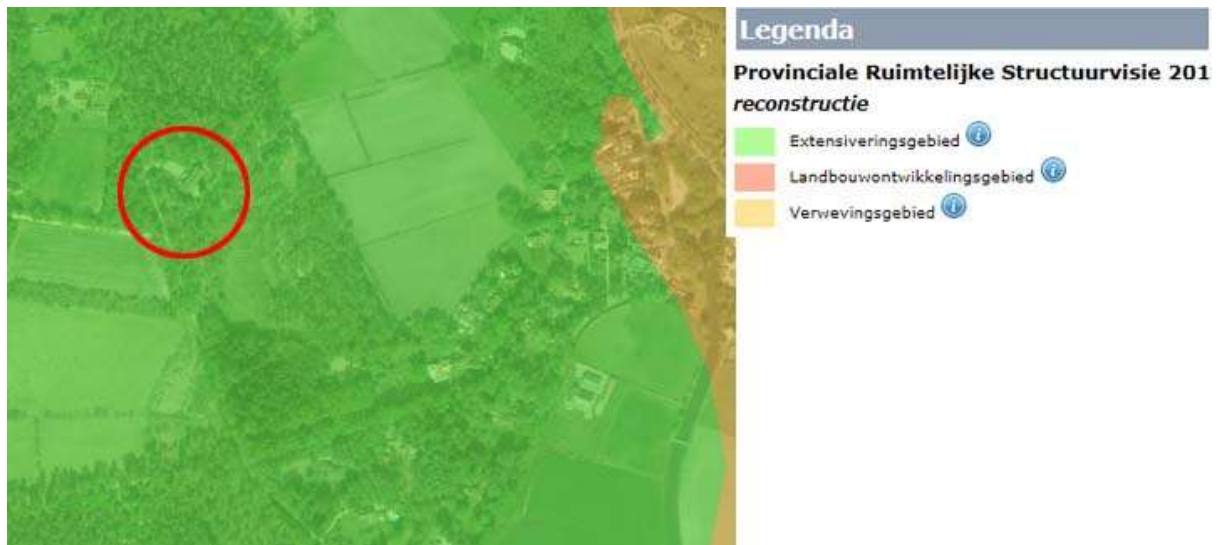 Legenda
Provinciale Ruimtelijke Structuurvisie 201
reconstructie
Extensiveringsgebied
Landbouwontwikkelingsgebied
Verwevingsgebied